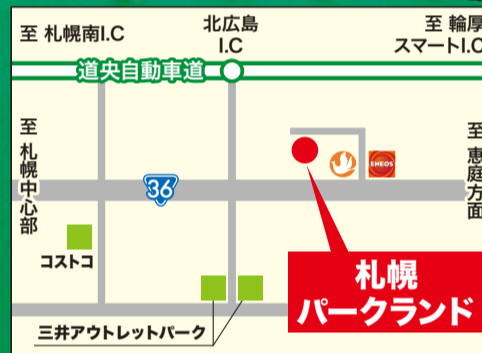 至 札幌南I.C
北広島
I.C
至 輪厚
スマートI.C
道央自動車道
至 札幌中心部
36
ENEOS
至 恵庭方面
コストコ
札幌
パークランド
三井アウトレットパーク